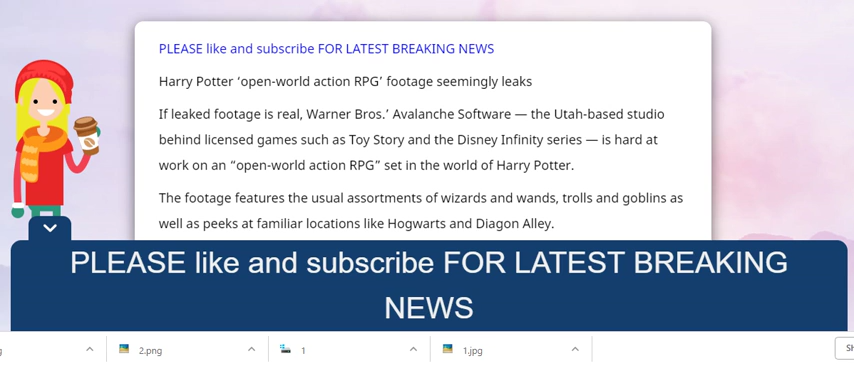 PLEASE like and subscribe FOR LATEST BREAKING NEWS
Harry Potter ‘open-world action RPG’ footage seemingly leaks
If leaked footage is real, Warner Bros.’ Avalanche Software — the Utah-based studio
behind licensed games such as Toy Story and the Disney Infinity series — is hard at
work on an “open-world action RPG” set in the world of Harry Potter.
The footage features the usual assortments of wizards and wands, trolls and goblins as
well as peeks at familiar locations like Hogwarts and Diagon Alley.
PLEASE like and subscribe FOR LATEST BREAKING
NEWS
2.png
1
1.jpg